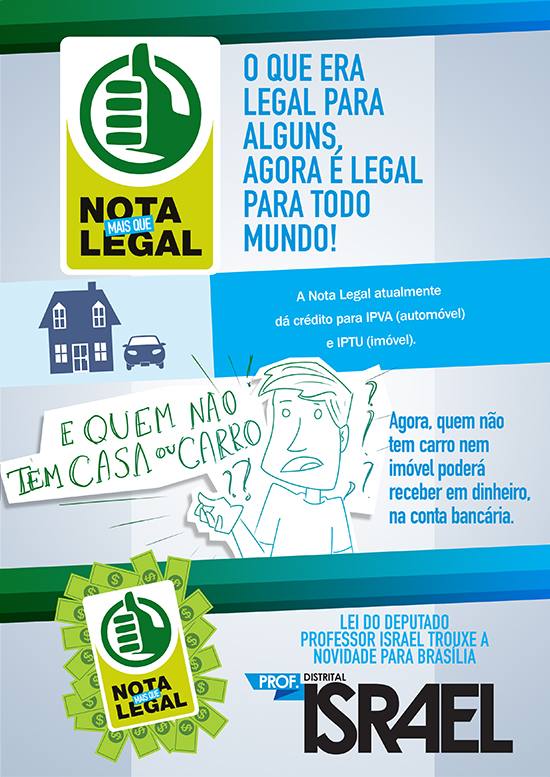 NOTA
MAIS QUE
LEGAL
O QUE ERA
LEGAL PARA
ALGUNS,
AGORA É LEGAL
PARA TODO
MUNDO!
A Nota Legal atualmente
dá crédito para IPVA (automóvel)
e IPTU (imóvel).
E QUEM NÃO
TEM CASA OU CARRO
? ?
? ? ?
Agora, quem não
tem carro nem
imóvel poderá
receber em dinheiro,
na conta bancária.
NOTA
MAIS QUE
LEGAL
LEI DO DEPUTADO
PROFESSOR ISRAEL TROUXE A
NOVIDADE PARA BRASÍLIA
PROF. DISTRITAL
ISRAEL